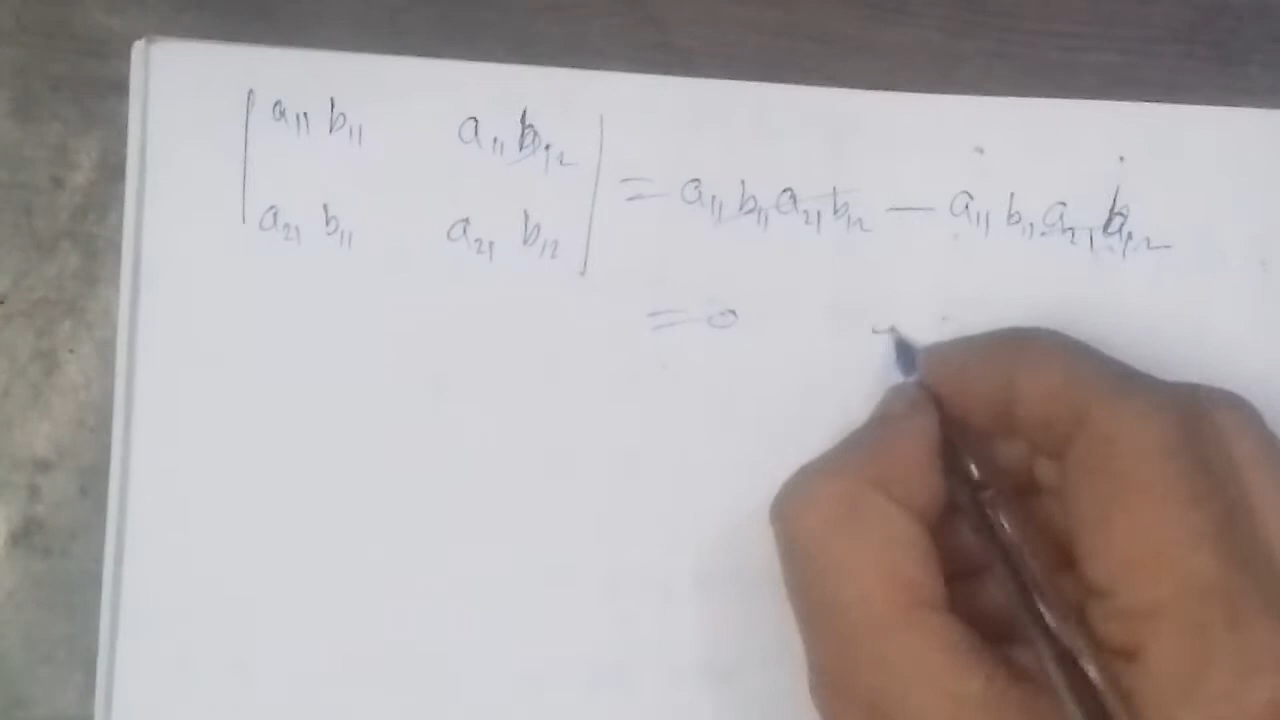 | a₁₁ b₁₁ a₁₁ b₁₂ |
= a₁₁ b₁₁ a₂₁ b₁₂ — a₁₁ b₁₁ a₂₁ b₁₂
| a₂₁ b₁₁ a₂₁ b₁₂ |
= 0